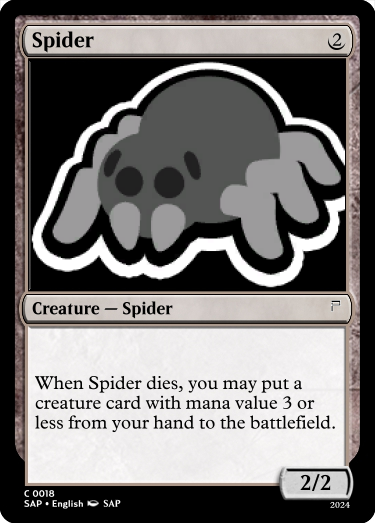 Spider 2
Creature — Spider
When Spider dies, you may put a
creature card with mana value 3 or
less from your hand to the battlefield.
2/2
C 0018
SAP • English SAP
2024